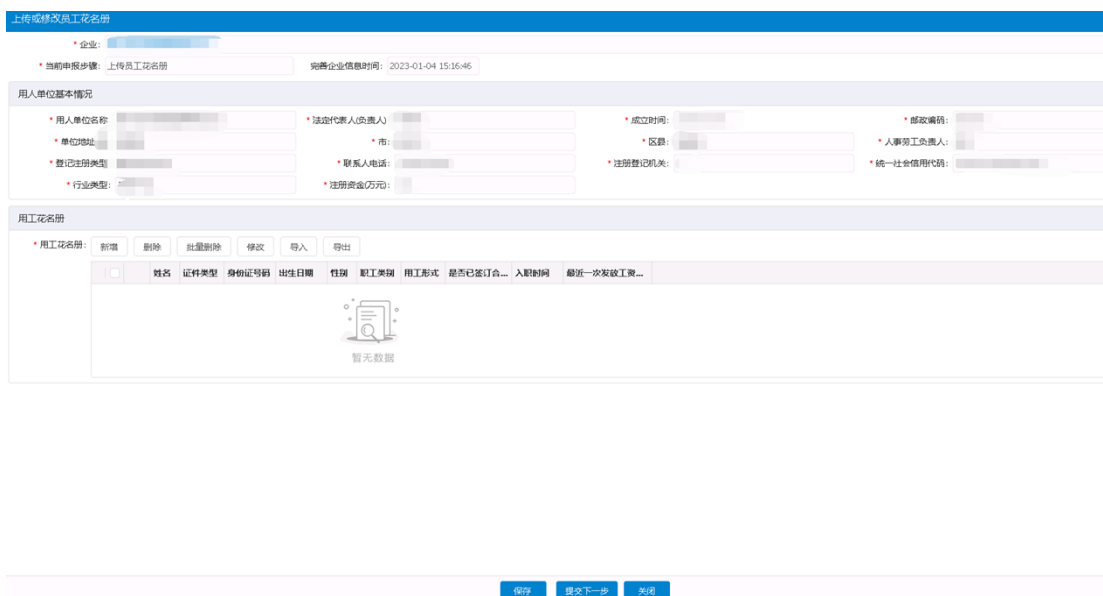 上传或修改员工花名册
* 企业:
* 当前申报步骤: 上传员工花名册 完善企业信息时间: 2023-01-04 15:16:46
用人单位基本情况
* 用人单位名称 * 法定代表人(负责人) * 成立时间: * 邮政编码:
* 单位地址 * 市: * 区县: * 人事劳工负责人:
* 登记注册类型 * 联系人电话: * 注册登记机关: * 统一社会信用代码:
* 行业类型: * 注册资金(万元):
用工花名册
* 用工花名册: 新增 删除 批量删除 修改 导入 导出
姓名 证件类型 身份证号码 出生日期 性别 职工类别 用工形式 是否已签订合... 入职时间 最近一次发放工资...
暂无数据
保存 提交下一步 关闭